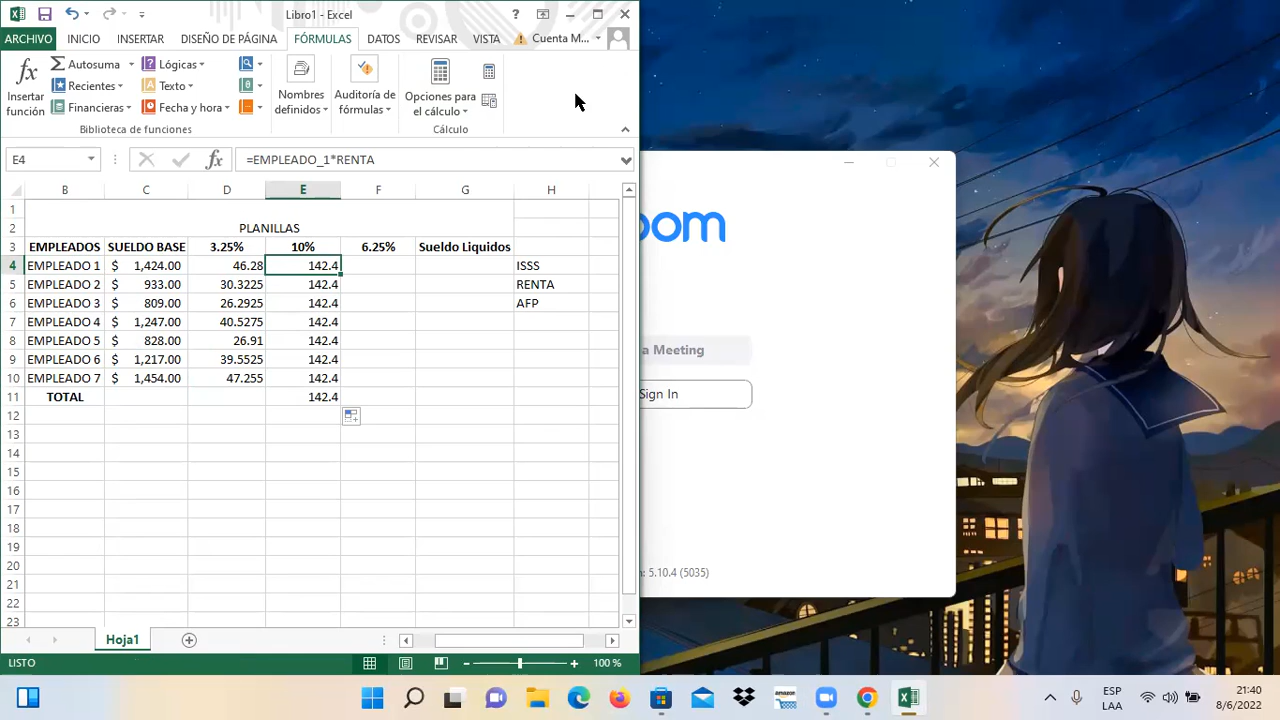 Libro1 - Excel
?
ARCHIVO INICIO INSERTAR DISEÑO DE PÁGINA FÓRMULAS DATOS REVISAR VISTA Cuenta M...
Insertar función
Autosuma
Recientes
Financieras
Lógicas
Texto
Fecha y hora
Nombres definidos
Auditoría de fórmulas
Opciones para el cálculo
Biblioteca de funciones
Cálculo
E4 fx =EMPLEADO_1*RENTA
B C D E F G H
1
2 PLANILLAS
3 EMPLEADOS SUELDO BASE 3.25% 10% 6.25% Sueldo Liquidos
4 EMPLEADO 1 $ 1,424.00 46.28 142.4 ISSS
5 EMPLEADO 2 $ 933.00 30.3225 142.4 RENTA
6 EMPLEADO 3 $ 809.00 26.2925 142.4 AFP
7 EMPLEADO 4 $ 1,247.00 40.5275 142.4
8 EMPLEADO 5 $ 828.00 26.91 142.4
9 EMPLEADO 6 $ 1,217.00 39.5525 142.4
10 EMPLEADO 7 $ 1,454.00 47.255 142.4
11 TOTAL 142.4
12
13
14
15
16
17
18
19
20
21
22
23
Hoja1
LISTO
100 %
oom
a Meeting
Sign In
n: 5.10.4 (5035)
amazon
ESP
LAA
21:40
8/6/2022